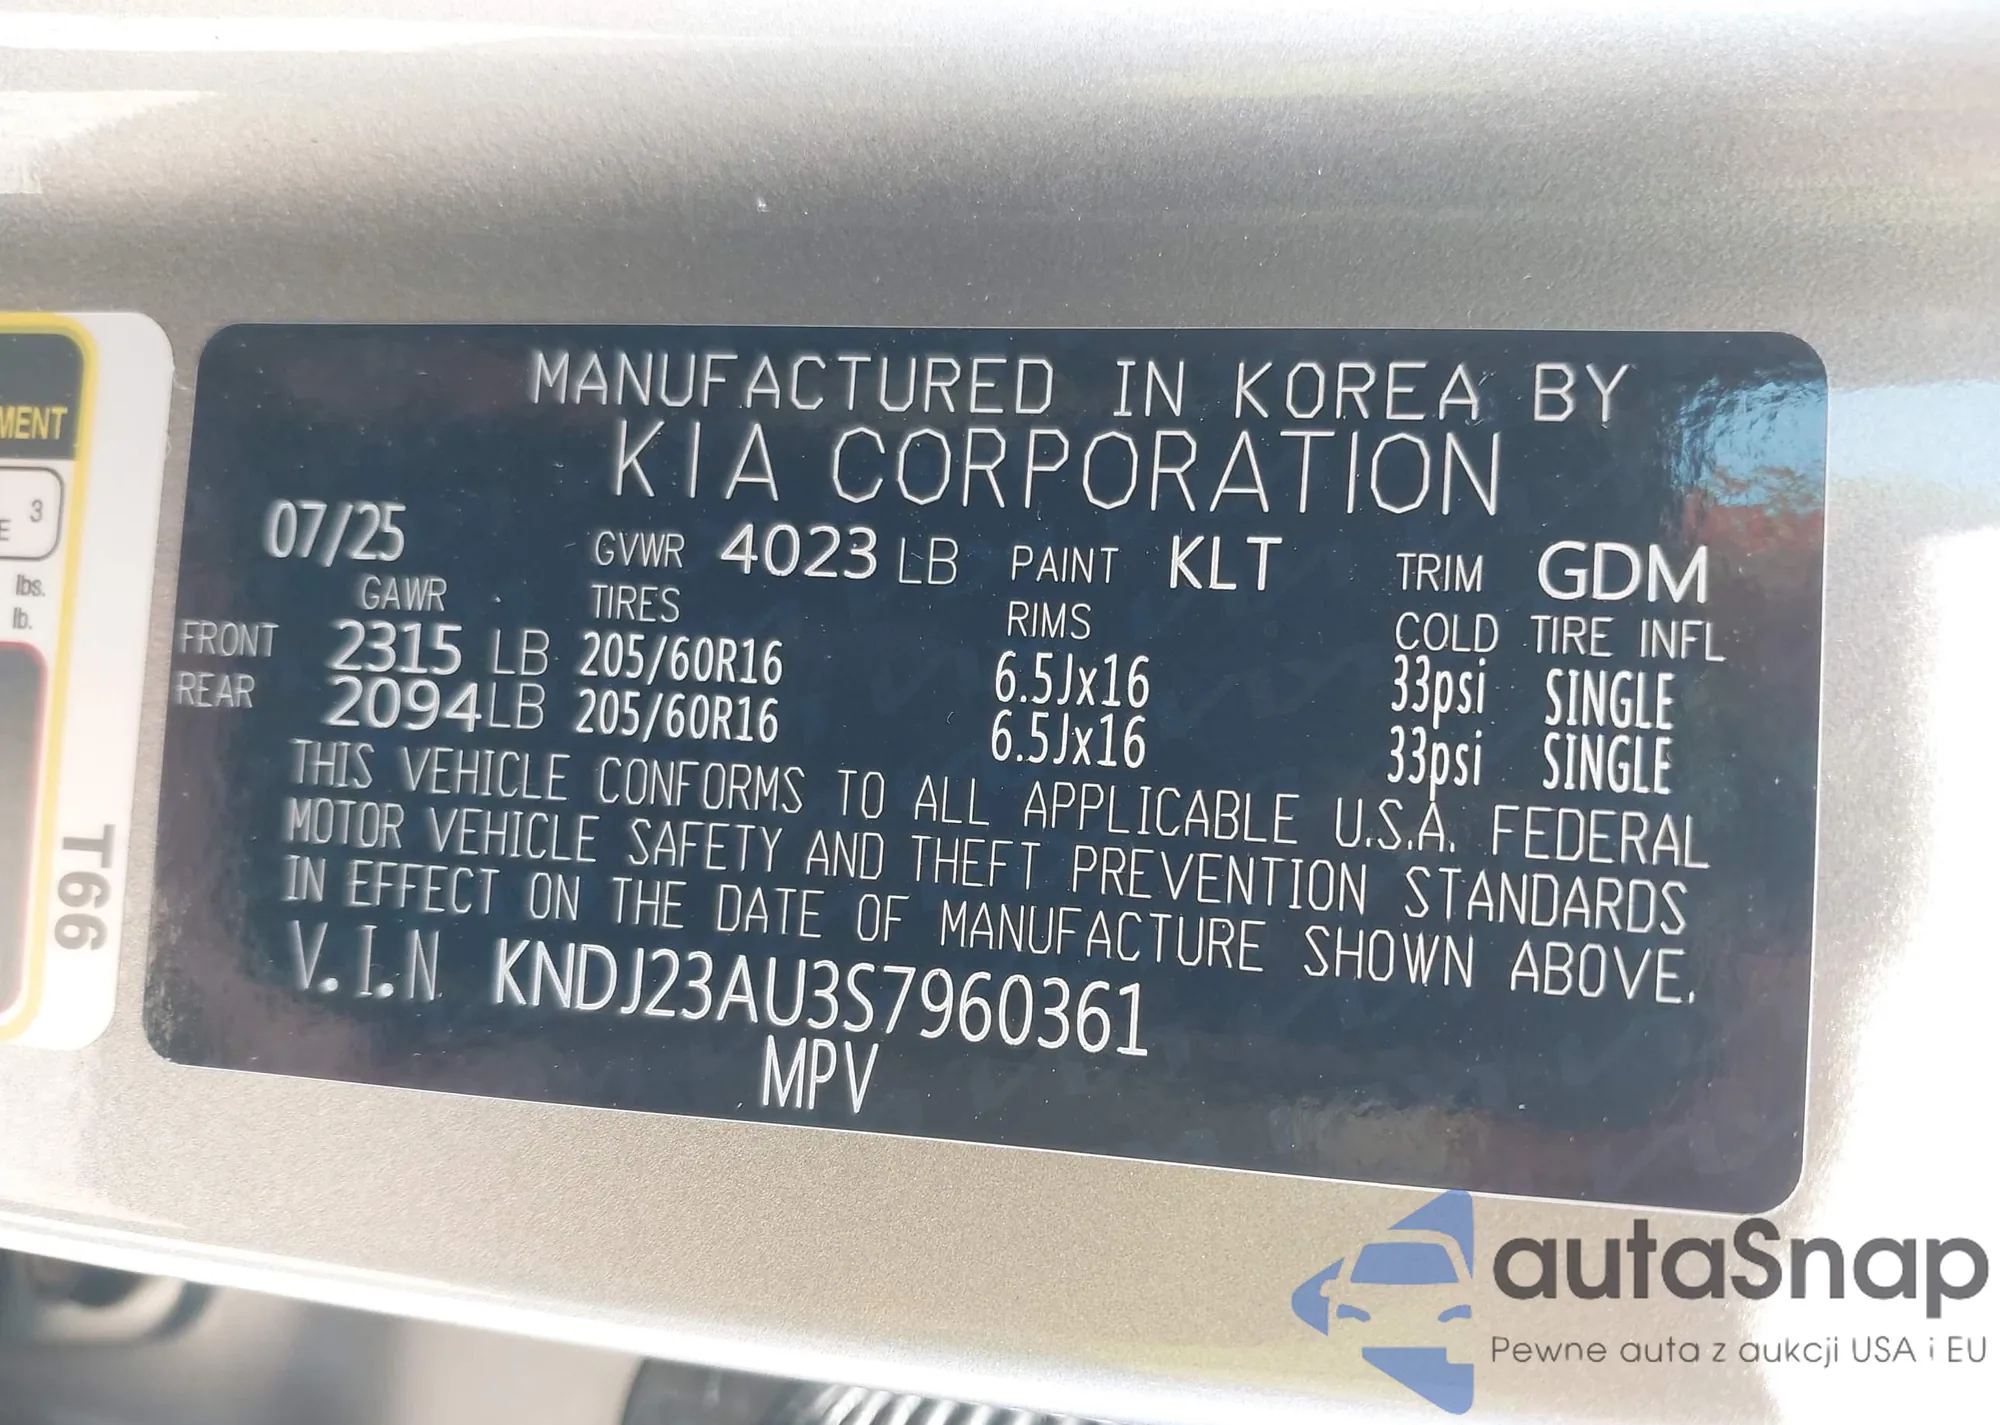 MANUFACTURED IN KOREA BY
KIA CORPORATION
07/25 GVWR 4023 LB PAINT KLT TRIM GDM
GAWR TIRES RIMS COLD TIRE INFL
FRONT 2315 LB 205/60R16 6.5Jx16 33psi SINGLE
REAR 2094 LB 205/60R16 6.5Jx16 33psi SINGLE
THIS VEHICLE CONFORMS TO ALL APPLICABLE U.S.A. FEDERAL
MOTOR VEHICLE SAFETY AND THEFT PREVENTION STANDARDS
IN EFFECT ON THE DATE OF MANUFACTURE SHOWN ABOVE.
V.I.N KNDJ23AU3S7960361
MPV
MENT
3
E
lbs.
lb.
T66
autaSnap
Pewne auta z aukcji USA i EU